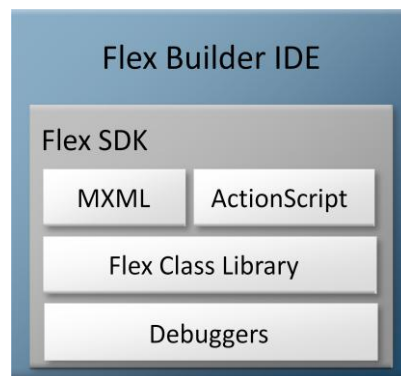 Flex Builder IDE
Flex SDK
MXML
ActionScript
Flex Class Library
Debuggers